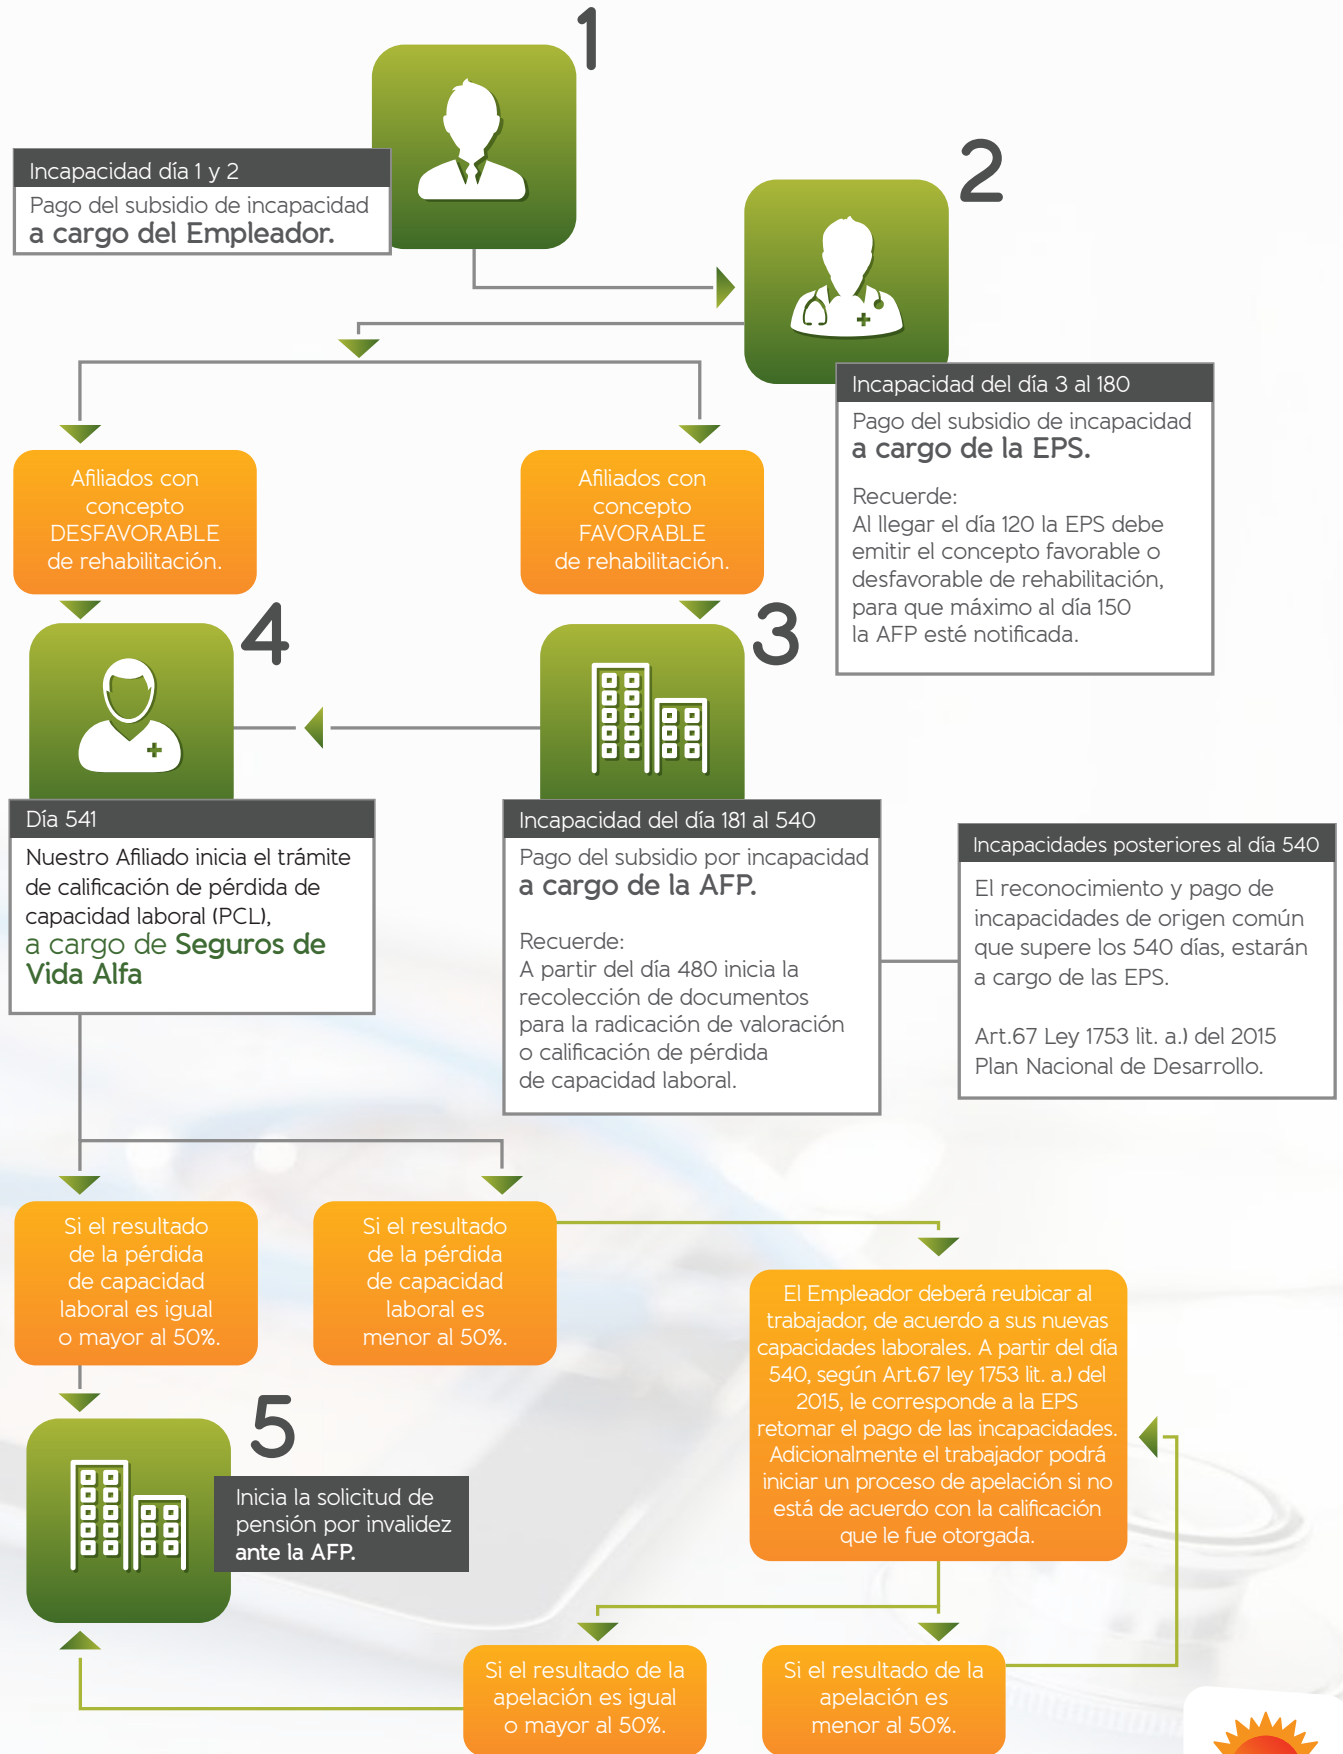 1
Incapacidad día 1 y 2
Pago del subsidio de incapacidad
a cargo del Empleador.
2
Incapacidad del día 3 al 180
Pago del subsidio de incapacidad
a cargo de la EPS.
Recuerde:
Al llegar el día 120 la EPS debe
emitir el concepto favorable o
desfavorable de rehabilitación,
para que máximo al día 150
la AFP esté notificada.
Afiliados con
concepto
DESFAVORABLE
de rehabilitación.
Afiliados con
concepto
FAVORABLE
de rehabilitación.
4
Día 541
Nuestro Afiliado inicia el trámite
de calificación de pérdida de
capacidad laboral (PCL),
a cargo de Seguros de
Vida Alfa
3
Incapacidad del día 181 al 540
Pago del subsidio por incapacidad
a cargo de la AFP.
Recuerde:
A partir del día 480 inicia la
recolección de documentos
para la radicación de valoración
o calificación de pérdida
de capacidad laboral.
Incapacidades posteriores al día 540
El reconocimiento y pago de
incapacidades de origen común
que supere los 540 días, estarán
a cargo de las EPS.
Art.67 Ley 1753 lit. a.) del 2015
Plan Nacional de Desarrollo.
Si el resultado
de la pérdida
de capacidad
laboral es igual
o mayor al 50%.
Si el resultado
de la pérdida
de capacidad
laboral es
menor al 50%.
El Empleador deberá reubicar al
trabajador, de acuerdo a sus nuevas
capacidades laborales. A partir del día
540, según Art.67 ley 1753 lit. a.) del
2015, le corresponde a la EPS
retomar el pago de las incapacidades.
Adicionalmente el trabajador podrá
iniciar un proceso de apelación si no
está de acuerdo con la calificación
que le fue otorgada.
5
Inicia la solicitud de
pensión por invalidez
ante la AFP.
Si el resultado de la
apelación es igual
o mayor al 50%.
Si el resultado de la
apelación es
menor al 50%.